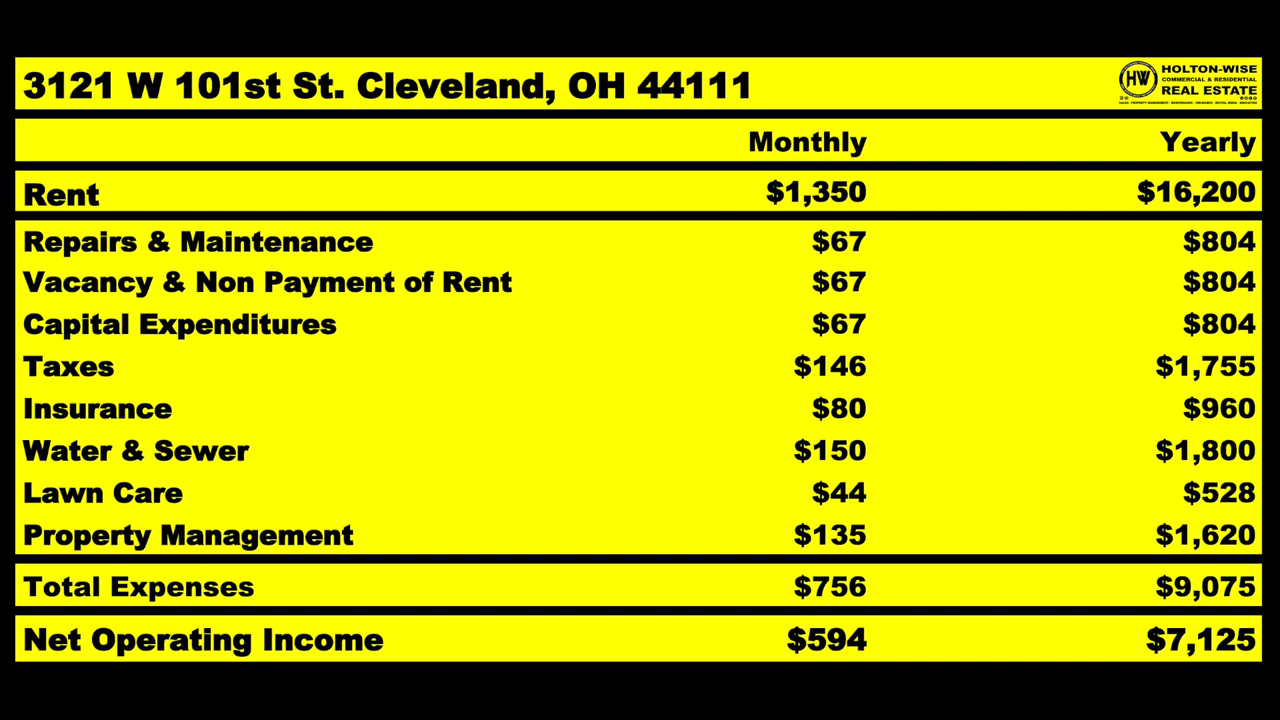 3121 W 101st St. Cleveland, OH 44111
HW
HOLTON-WISE
COMMERCIAL & RESIDENTIAL
REAL ESTATE
Monthly Yearly
Rent $1,350 $16,200
Repairs & Maintenance $67 $804
Vacancy & Non Payment of Rent $67 $804
Capital Expenditures $67 $804
Taxes $146 $1,755
Insurance $80 $960
Water & Sewer $150 $1,800
Lawn Care $44 $528
Property Management $135 $1,620
Total Expenses $756 $9,075
Net Operating Income $594 $7,125